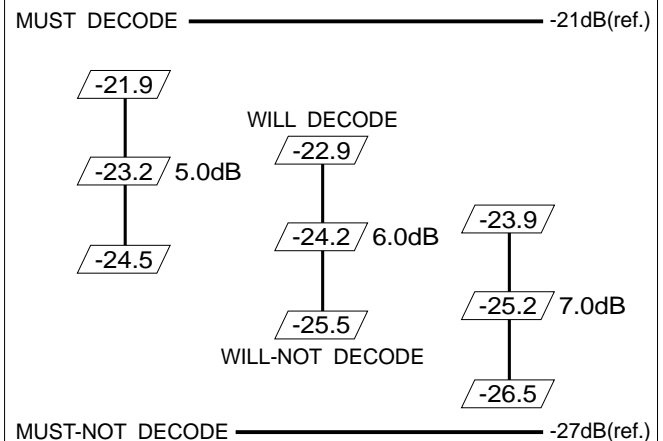 MUST DECODE -21dB(ref.)
-21.9
-23.2 5.0dB
-24.5
WILL DECODE
-22.9
-24.2 6.0dB
-25.5
WILL-NOT DECODE
-23.9
-25.2 7.0dB
-26.5
MUST-NOT DECODE -27dB(ref.)